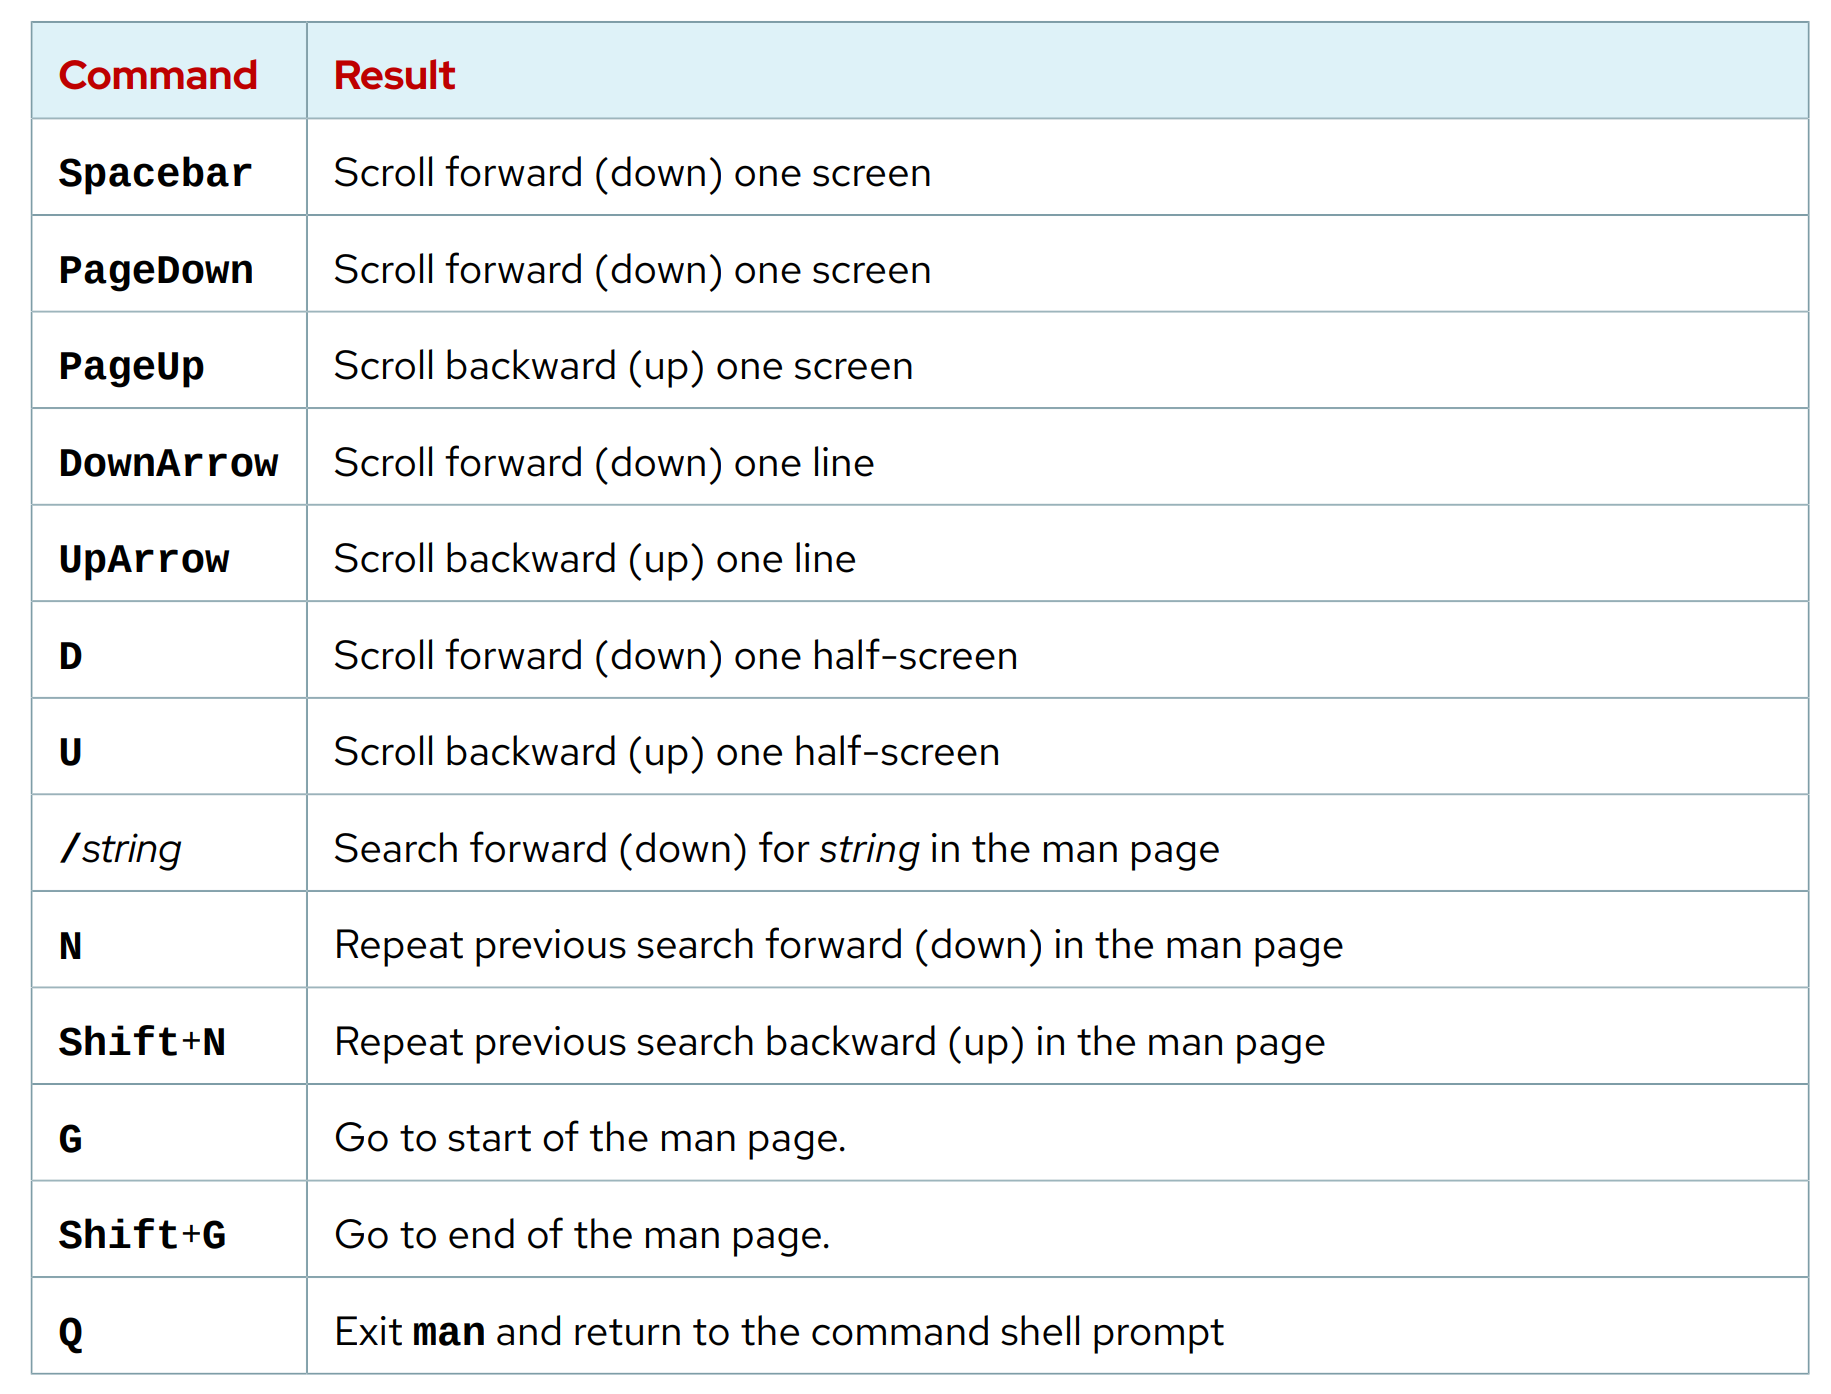 Command Result
Spacebar Scroll forward (down) one screen
PageDown Scroll forward (down) one screen
PageUp Scroll backward (up) one screen
DownArrow Scroll forward (down) one line
UpArrow Scroll backward (up) one line
D Scroll forward (down) one half-screen
U Scroll backward (up) one half-screen
/string Search forward (down) for string in the man page
N Repeat previous search forward (down) in the man page
Shift+N Repeat previous search backward (up) in the man page
G Go to start of the man page.
Shift+G Go to end of the man page.
Q Exit man and return to the command shell prompt